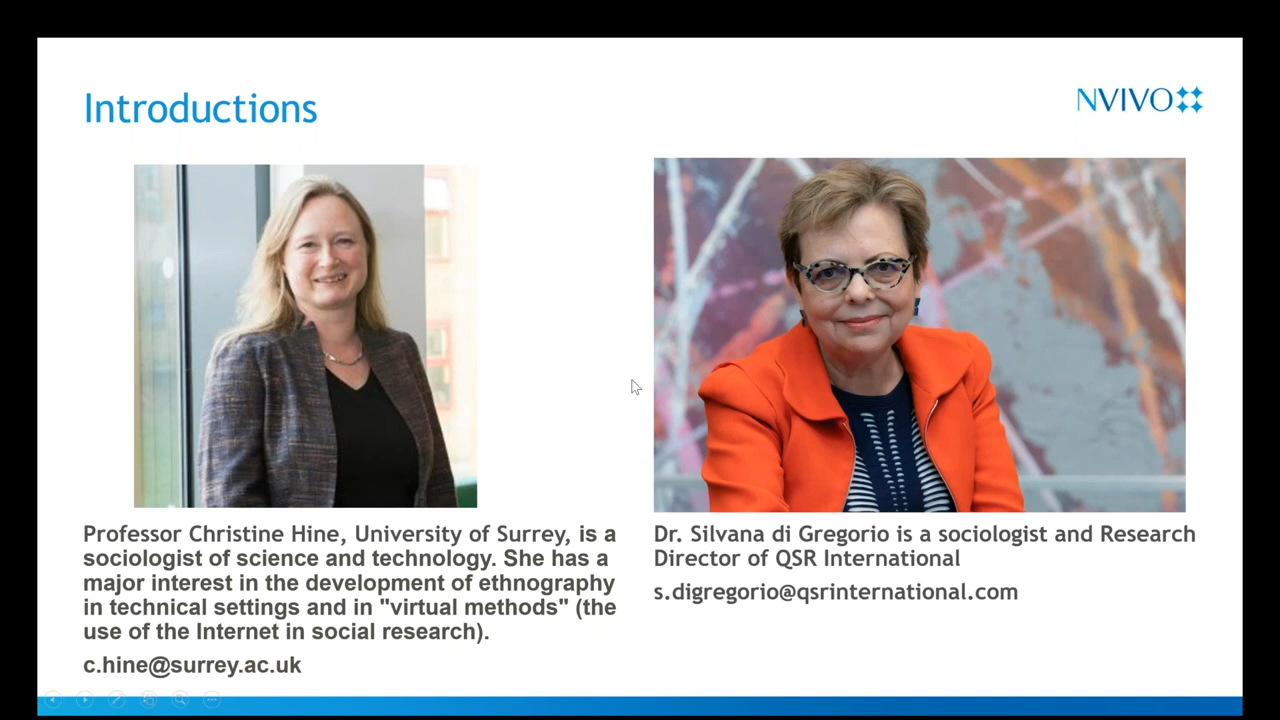 Introductions
NVIVO
Professor Christine Hine, University of Surrey, is a
sociologist of science and technology. She has a
major interest in the development of ethnography
in technical settings and in "virtual methods" (the
use of the Internet in social research).
c.hine@surrey.ac.uk
Dr. Silvana di Gregorio is a sociologist and Research
Director of QSR International
s.digregorio@qsrinternational.com